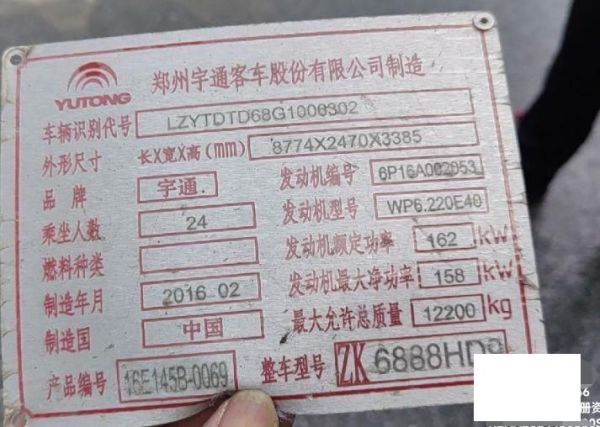 郑州宇通客车股份有限公司制造
YUTONG
车辆识别代号 LZYTDTD68G1000302
外形尺寸 长X宽X高(mm) 8774X2470X3385
品牌 宇通. 发动机编号 6P16A002053
乘坐人数 24 发动机型号 WP6.220E40
燃料种类 发动机额定功率 162 kW
制造年月 2016 02 发动机最大净功率 158 kW
制造国 中国 最大允许总质量 12200 kg
产品编号 16E145B-0069 整车型号 ZK 6888HD